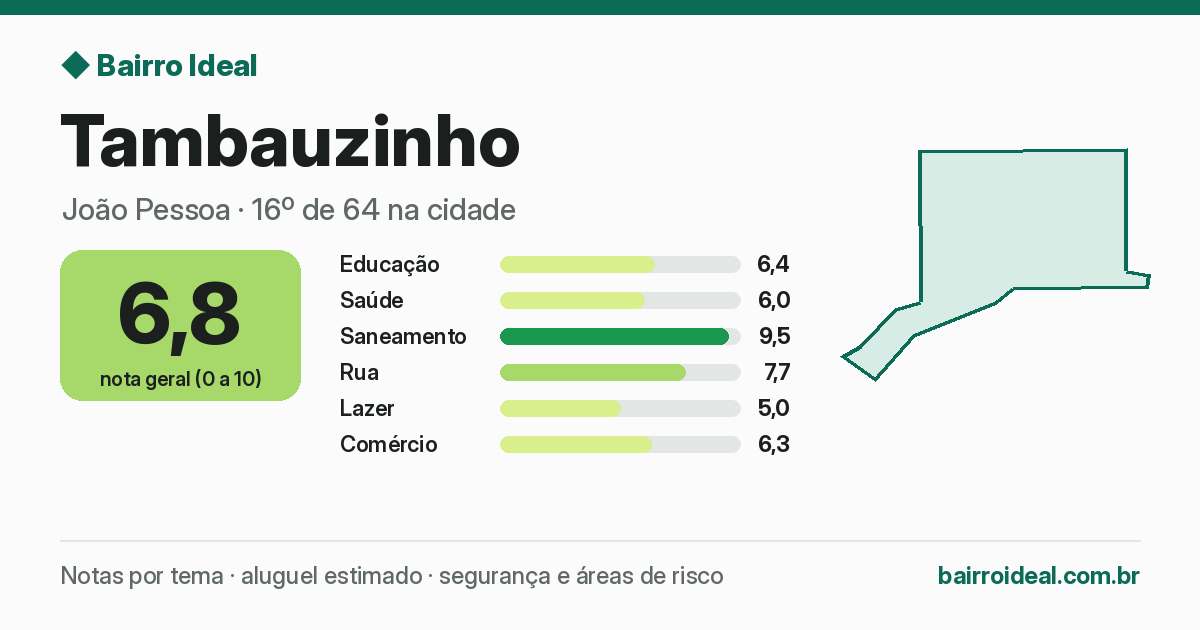 Bairro Ideal
Tambauzinho
João Pessoa · 16º de 64 na cidade
6,8
nota geral (0 a 10)
Educação 6,4
Saúde 6,0
Saneamento 9,5
Rua 7,7
Lazer 5,0
Comércio 6,3
Notas por tema · aluguel estimado · segurança e áreas de risco
bairroideal.com.br